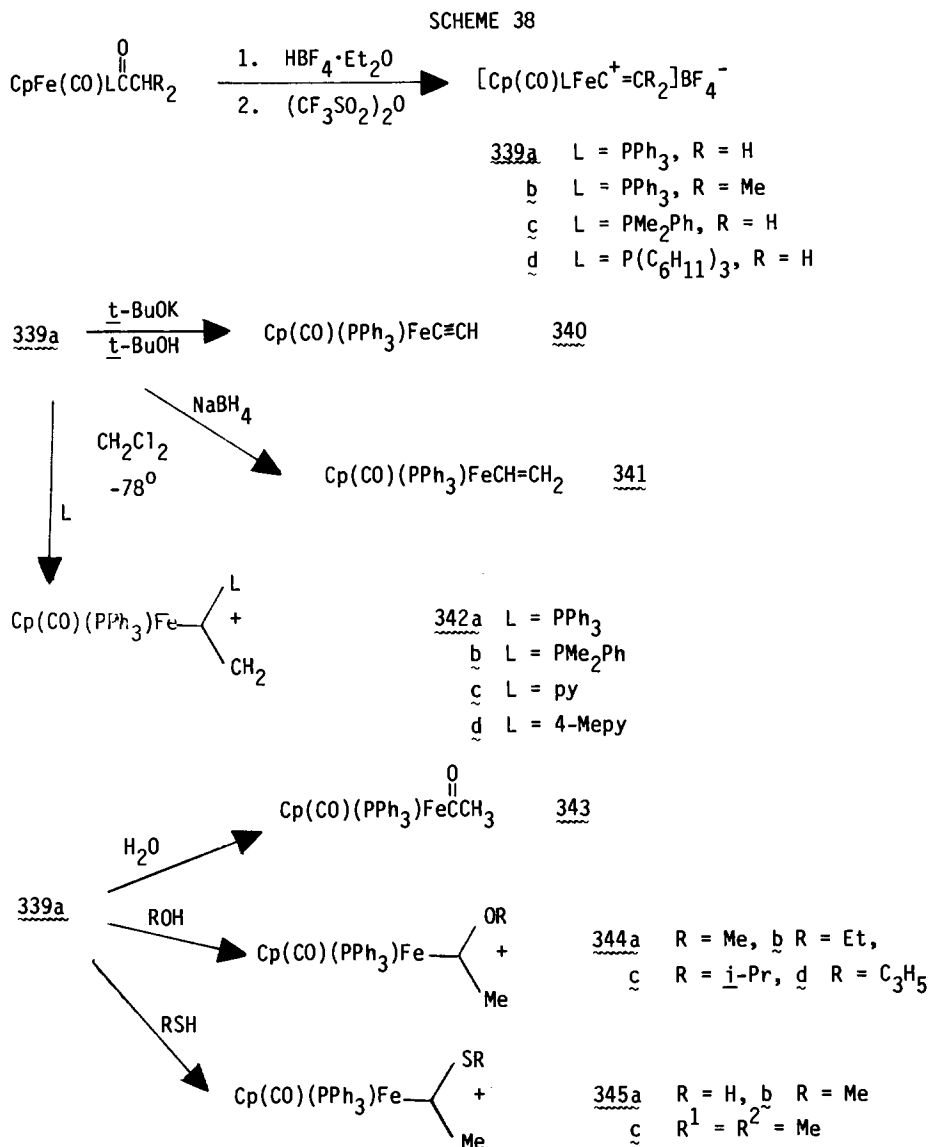 SCHEME 38
O
CpFe(CO)LCCHR2
1. HBF4·Et2O
2. (CF3SO2)2O
[Cp(CO)LFeC+=CR2]BF4-
339a L = PPh3, R = H
b L = PPh3, R = Me
c L = PMe2Ph, R = H
d L = P(C6H11)3, R = H
339a
t-BuOK
t-BuOH
Cp(CO)(PPh3)FeC≡CH 340
NaBH4
CH2Cl2
-78o
L
Cp(CO)(PPh3)FeCH=CH2 341
L
Cp(CO)(PPh3)Fe +
CH2
342a L = PPh3
b L = PMe2Ph
c L = py
d L = 4-Mepy
O
Cp(CO)(PPh3)FeCCH3 343
H2O
339a
ROH
OR
Cp(CO)(PPh3)Fe +
Me
344a R = Me, b R = Et,
c R = i-Pr, d R = C3H5
RSH
SR
Cp(CO)(PPh3)Fe +
Me
345a R = H, b R = Me
c R1 = R2 = Me